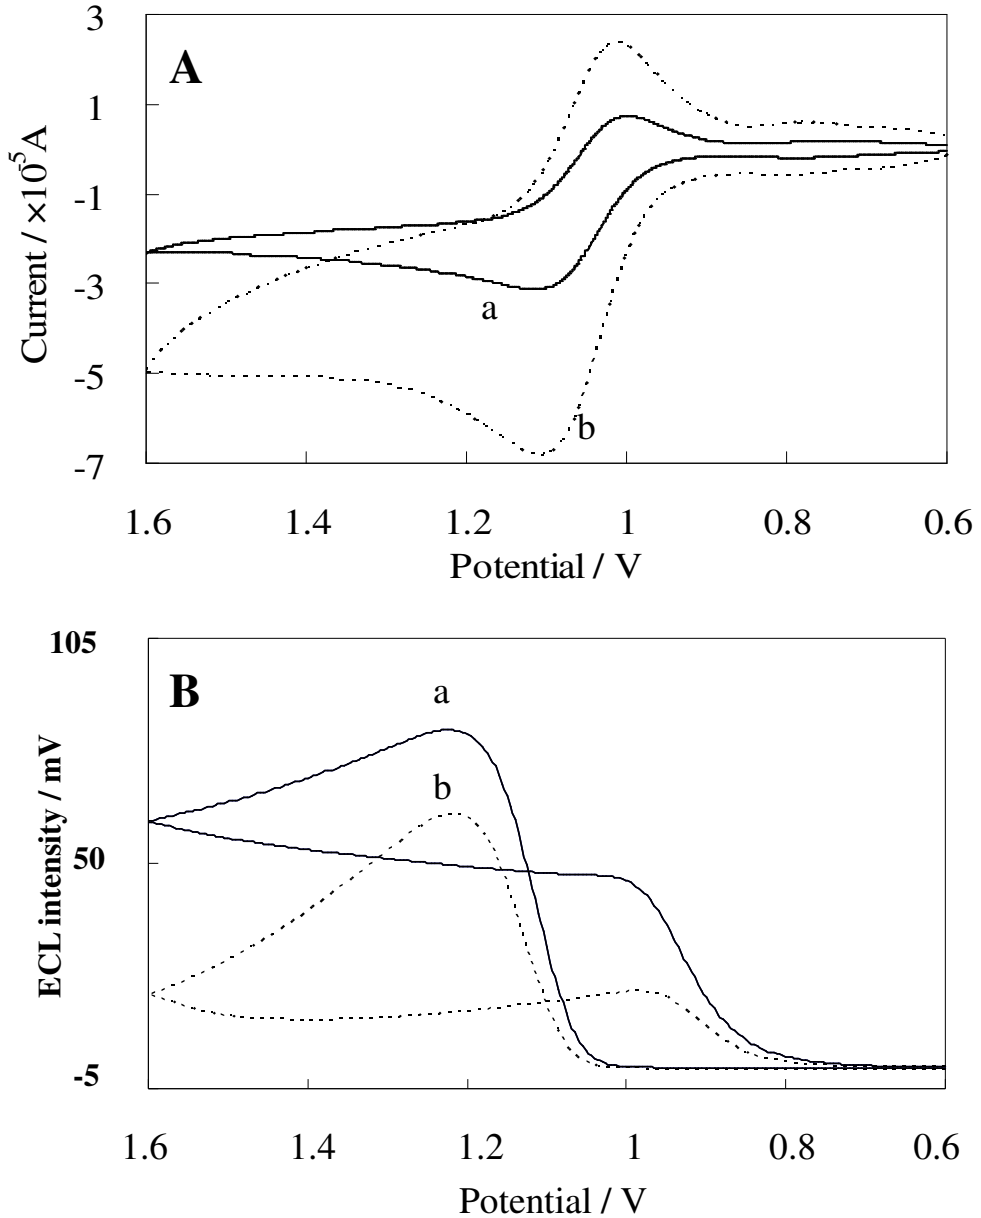 3
A
1
-1
-3
-5
-7
Current / ×10⁻⁵A
a
b
1.6 1.4 1.2 1 0.8 0.6
Potential / V
105
B
a
b
50
-5
ECL intensity / mV
1.6 1.4 1.2 1 0.8 0.6
Potential / V